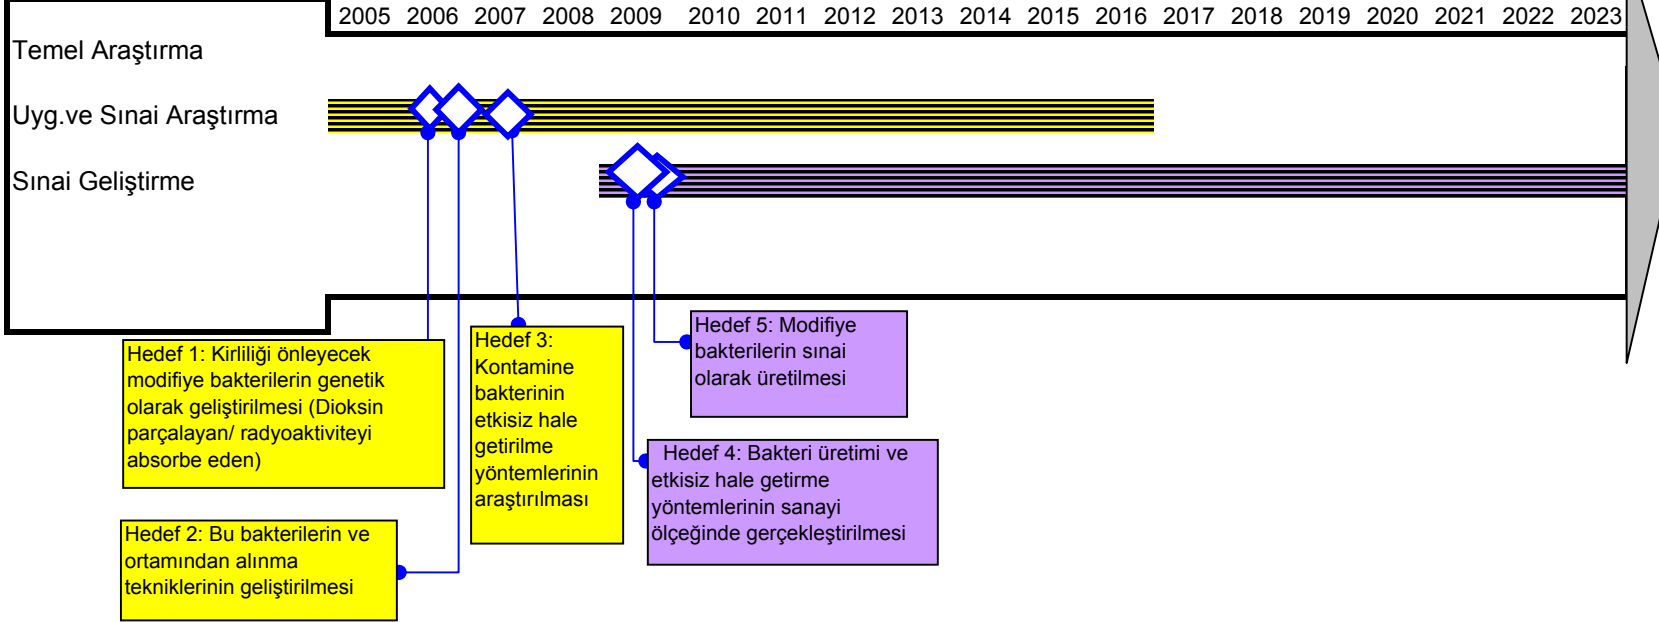 2005 2006 2007 2008 2009 2010 2011 2012 2013 2014 2015 2016 2017 2018 2019 2020 2021 2022 2023
Temel Araştırma
Uyg.ve Sınai Araştırma
Sınai Geliştirme
Hedef 1: Kirliliği önleyecek
modifiye bakterilerin genetik
olarak geliştirilmesi (Dioksin
parçalayan/ radyoaktiviteyi
absorbe eden)
Hedef 2: Bu bakterilerin ve
ortamından alınma
tekniklerinin geliştirilmesi
Hedef 3:
Kontamine
bakterinin
etkisiz hale
getirilme
yöntemlerinin
araştırılması
Hedef 5: Modifiye
bakterilerin sınai
olarak üretilmesi
Hedef 4: Bakteri üretimi ve
etkisiz hale getirme
yöntemlerinin sanayi
ölçeğinde gerçekleştirilmesi